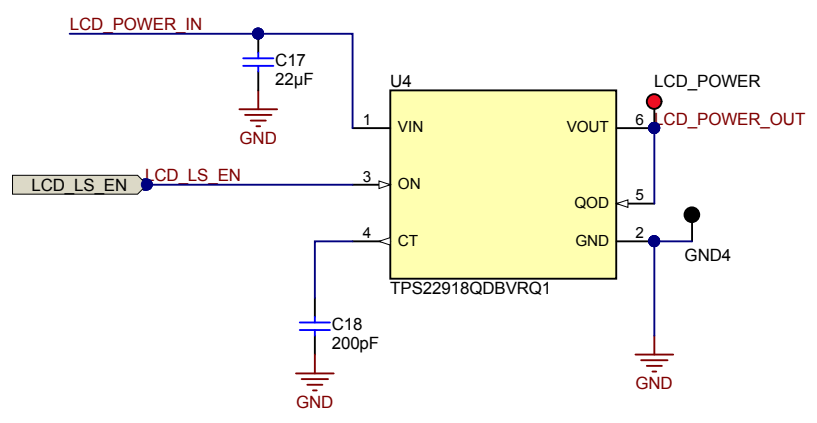 LCD_POWER_IN
C17
22µF
GND
U4
LCD_POWER
1
VIN
VOUT
6
LCD_POWER_OUT
LCD_LS_EN
LCD_LS_EN
3
ON
QOD
5
4
CT
GND
2
GND4
TPS22918QDBVRQ1
C18
200pF
GND
GND